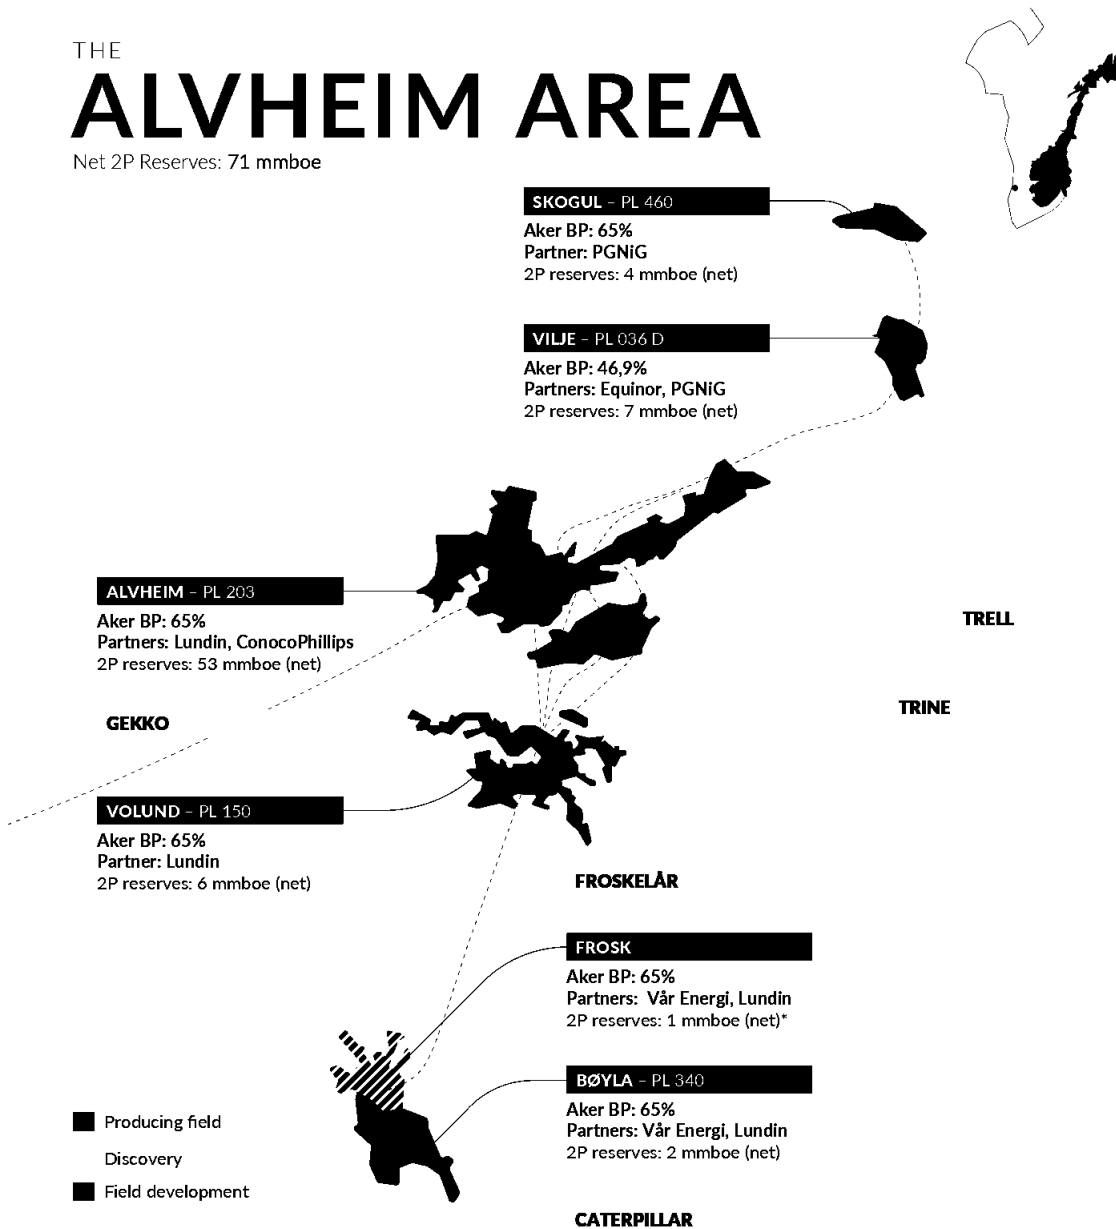 THE
ALVHEIM AREA
Net 2P Reserves: 71 mmboe
SKOGUL – PL 460
Aker BP: 65%
Partner: PGNiG
2P reserves: 4 mmboe (net)
VILJE – PL 036 D
Aker BP: 46,9%
Partners: Equinor, PGNiG
2P reserves: 7 mmboe (net)
ALVHEIM – PL 203
Aker BP: 65%
Partners: Lundin, ConocoPhillips
2P reserves: 53 mmboe (net)
TRELL
TRINE
GEKKO
VOLUND – PL 150
Aker BP: 65%
Partner: Lundin
2P reserves: 6 mmboe (net)
FROSKELÅR
FROSK
Aker BP: 65%
Partners: Vår Energi, Lundin
2P reserves: 1 mmboe (net)*
BØYLA – PL 340
Aker BP: 65%
Partners: Vår Energi, Lundin
2P reserves: 2 mmboe (net)
Producing field
Discovery
Field development
CATERPILLAR